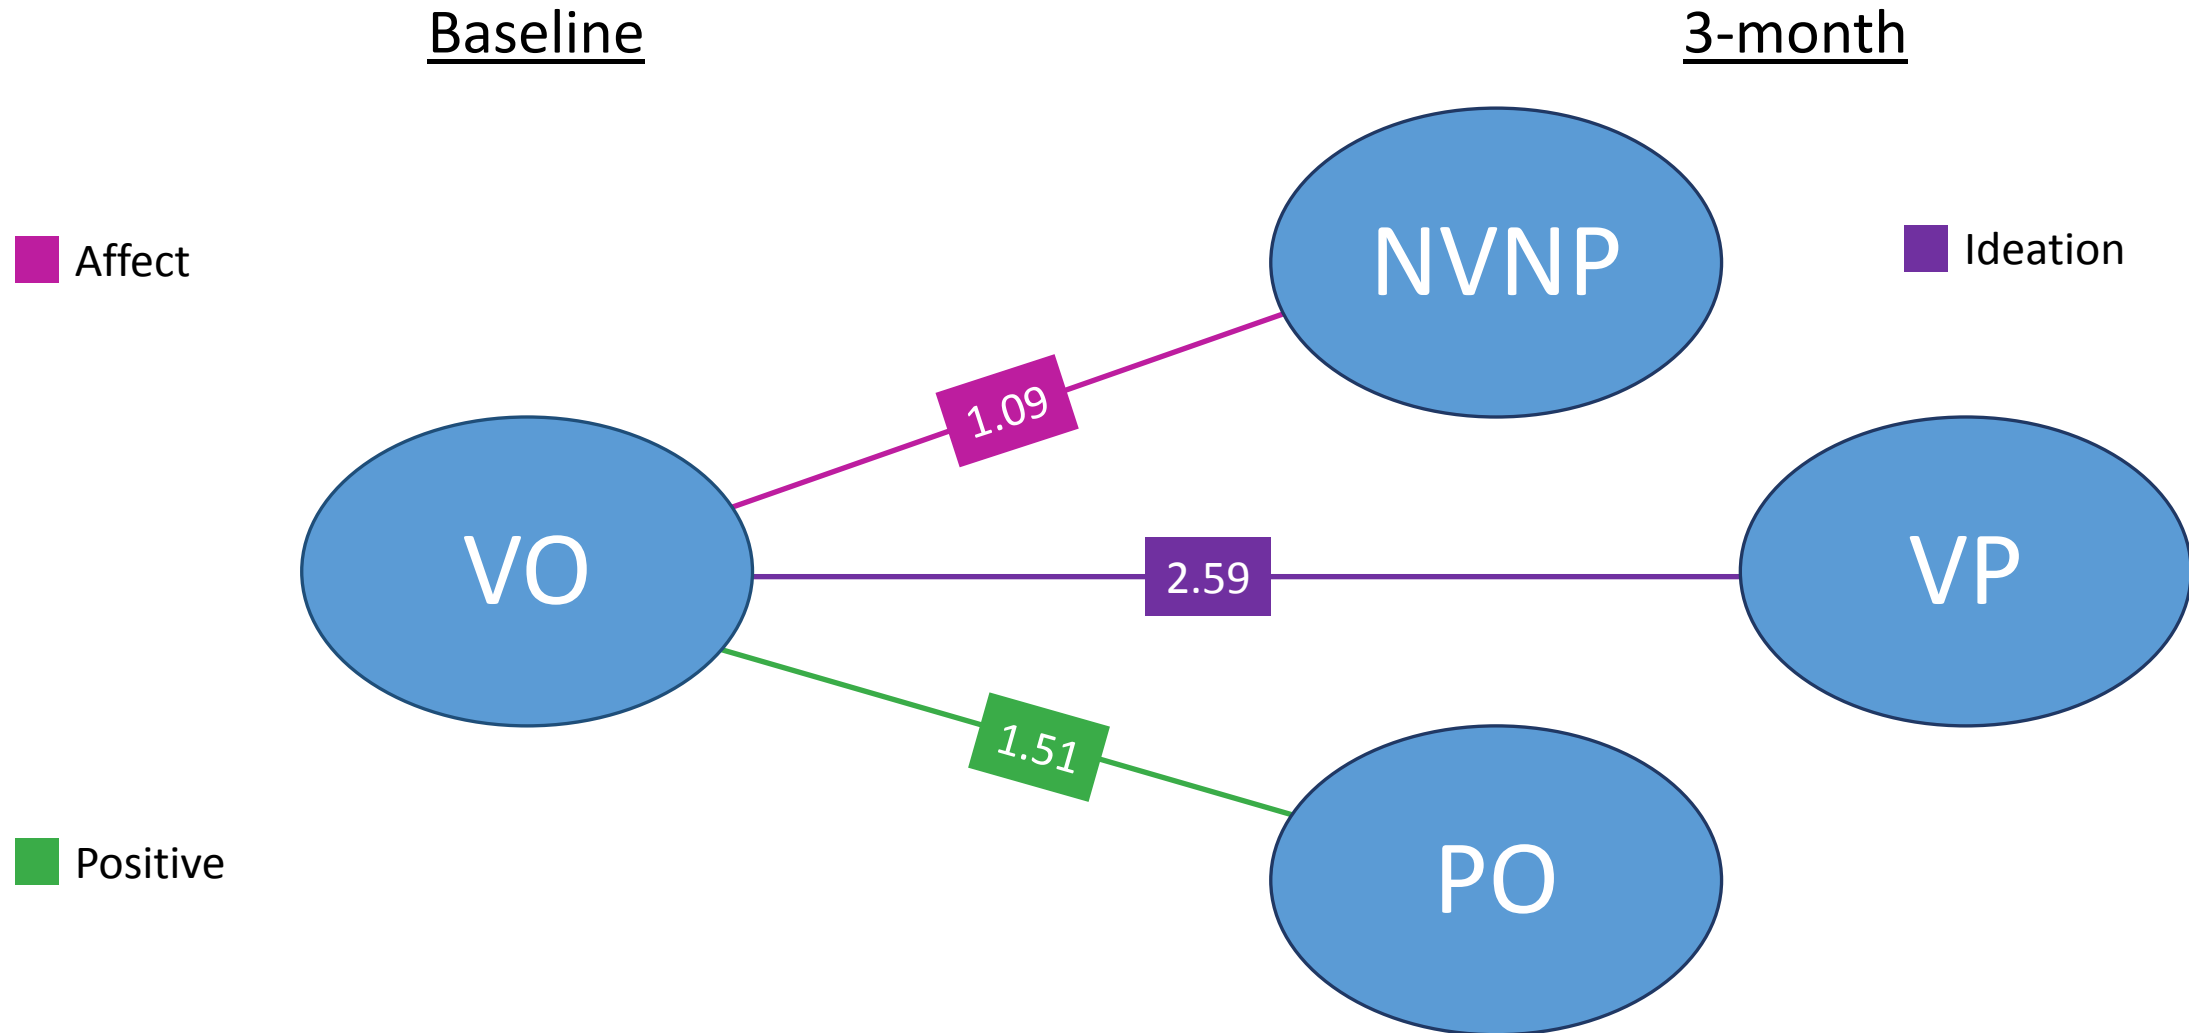 Baseline
3-month
Affect
Ideation
NVNP
1.09
VO
2.59
VP
1.51
Positive
PO